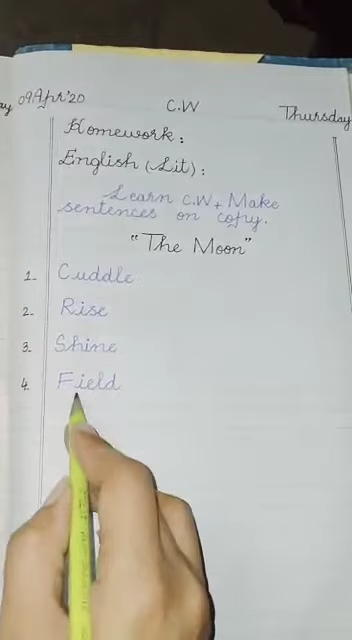 ay 09Apr'20 C.W Thursday
Homework:
English (Lit):
Learn C.W + Make
sentences on copy.
"The Moon"
1- Cuddle
2- Rise
3- Shine
4. Field